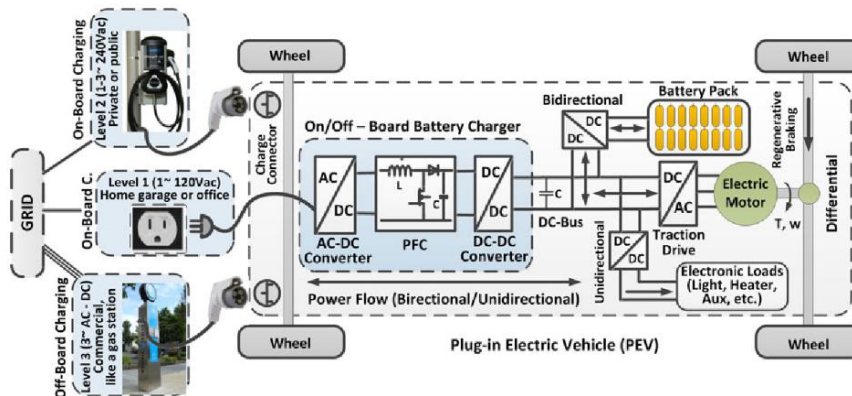 On-Board Charging
Level 2 (1-3~ 240Vac)
Private or public
GRID
On-Board C.
Level 1 (1~ 120Vac)
Home garage or office
Off-Board Charging
Level 3 (3~ AC - DC)
Commercial,
like a gas station
Wheel
Wheel
Charge
Connector
On/Off – Board Battery Charger
AC
DC
AC-DC
Converter
L
C
PFC
DC
DC
DC-DC
Converter
Power Flow (Birectional/Unidirectional)
C
DC-Bus
Bidirectional
DC
DC
Battery Pack
Unidirectional
DC
DC
Electronic Loads
(Light, Heater,
Aux, etc.)
DC
AC
Traction
Drive
Electric
Motor
Regenerative
Braking
T, w
Differential
Wheel
Wheel
Plug-in Electric Vehicle (PEV)